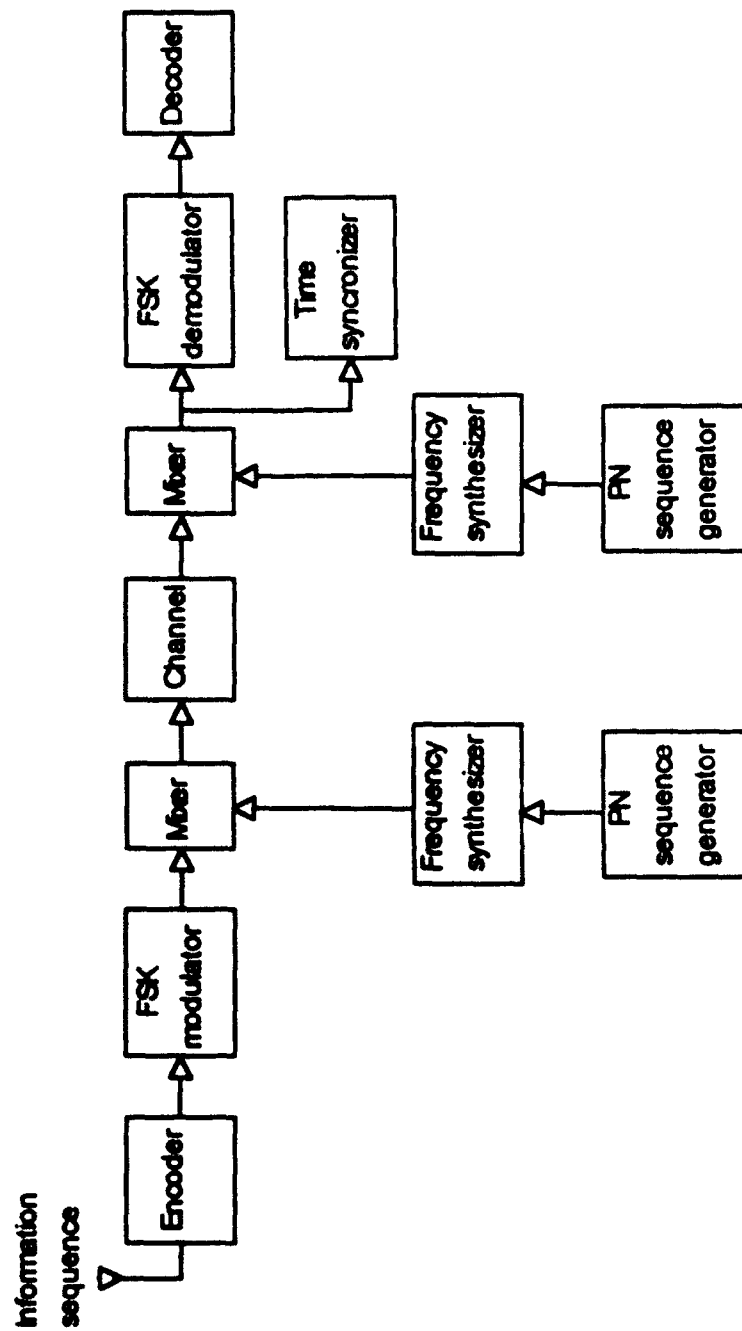 Information
sequence
Encoder
FSK
modulator
Mixer
Channel
Mixer
FSK
demodulator
Decoder
Time
syncronizer
Frequency
synthesizer
Frequency
synthesizer
PN
sequence
generator
PN
sequence
generator